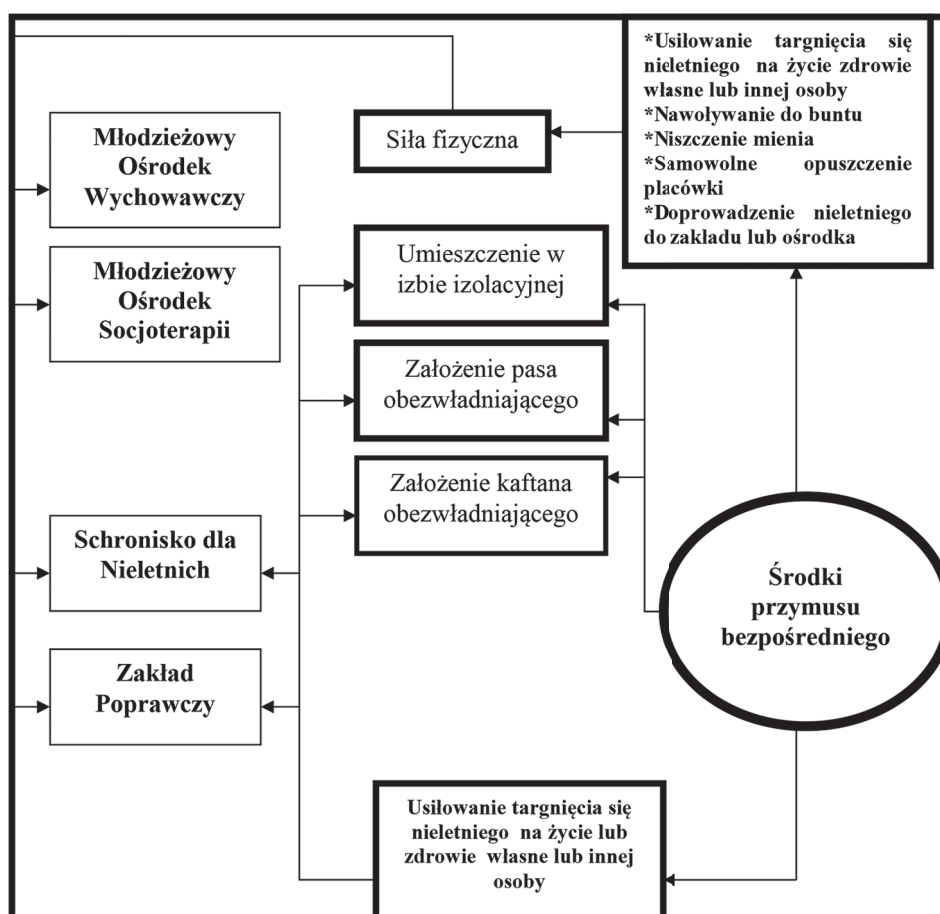 *Usiłowanie targnięcia się
nieletniego na życie zdrowie
własne lub innej osoby
*Nawoływanie do buntu
*Niszczenie mienia
*Samowolne opuszczenie
placówki
*Doprowadzenie nieletniego
do zakładu lub ośrodka
Siła fizyczna
Młodzieżowy
Ośrodek
Wychowawczy
Młodzieżowy
Ośrodek
Socjoterapii
Umieszczenie w
izbie izolacyjnej
Założenie pasa
obezwładniającego
Założenie kaftana
obezwładniającego
Schronisko dla
Nieletnich
Zakład
Poprawczy
Środki
przymusu
bezpośredniego
Usiłowanie targnięcia się
nieletniego na życie lub
zdrowie własne lub innej
osoby